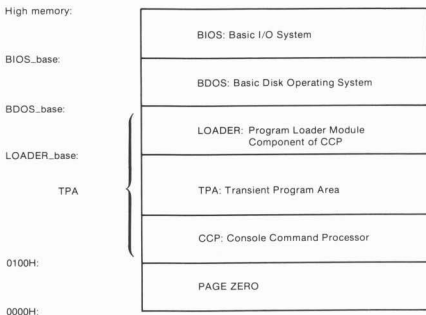 High memory:
BIOS: Basic I/O System
BIOS_base:
BDOS: Basic Disk Operating System
BDOS_base:
LOADER: Program Loader Module
Component of CCP
LOADER_base:
TPA
TPA: Transient Program Area
CCP: Console Command Processor
0100H:
PAGE ZERO
0000H: